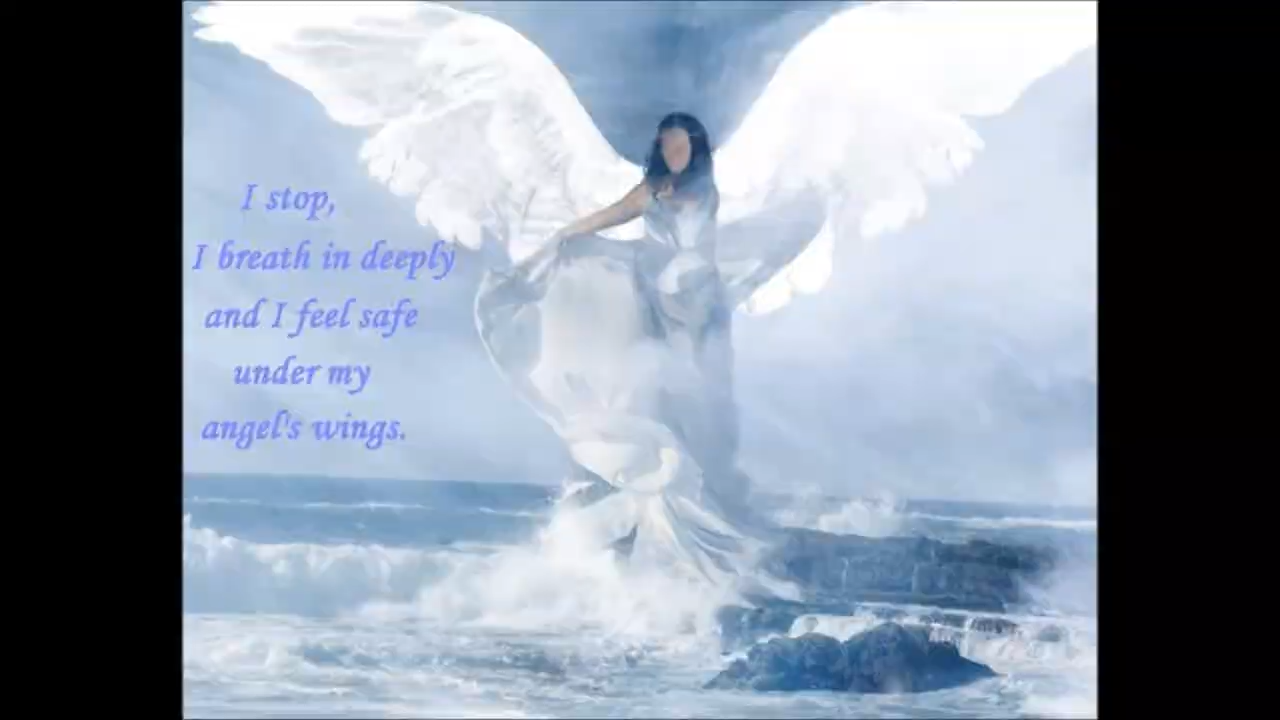 I stop,
I breath in deeply
and I feel safe
under my
angel's wings.